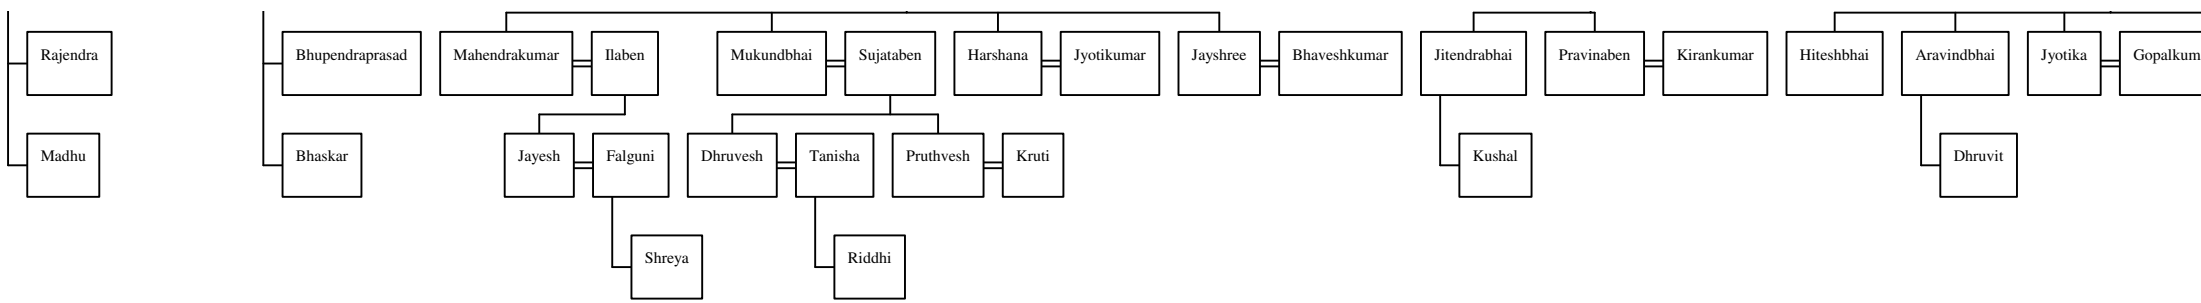 Rajendra
Bhupendraprasad
Mahendrakumar
Ilaben
Mukundbhai
Sujataben
Harshana
Jyotikumar
Jayshree
Bhaveshkumar
Jitendrabhai
Pravinaben
Kirankumar
Hiteshbhai
Aravindbhai
Jyotika
Gopalkum
Madhu
Bhaskar
Jayesh
Falguni
Dhruvesh
Tanisha
Pruthvesh
Kruti
Kushal
Dhruvit
Shreya
Riddhi